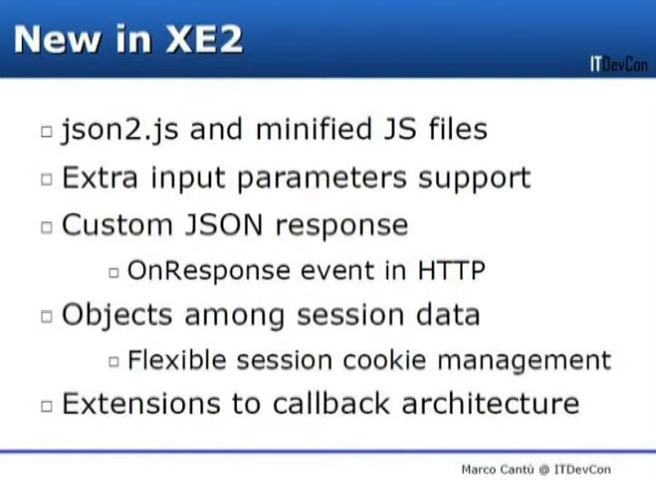 New in XE2
ITDevCon
json2.js and minified JS files
Extra input parameters support
Custom JSON response
OnResponse event in HTTP
Objects among session data
Flexible session cookie management
Extensions to callback architecture
Marco Cantù @ ITDevCon